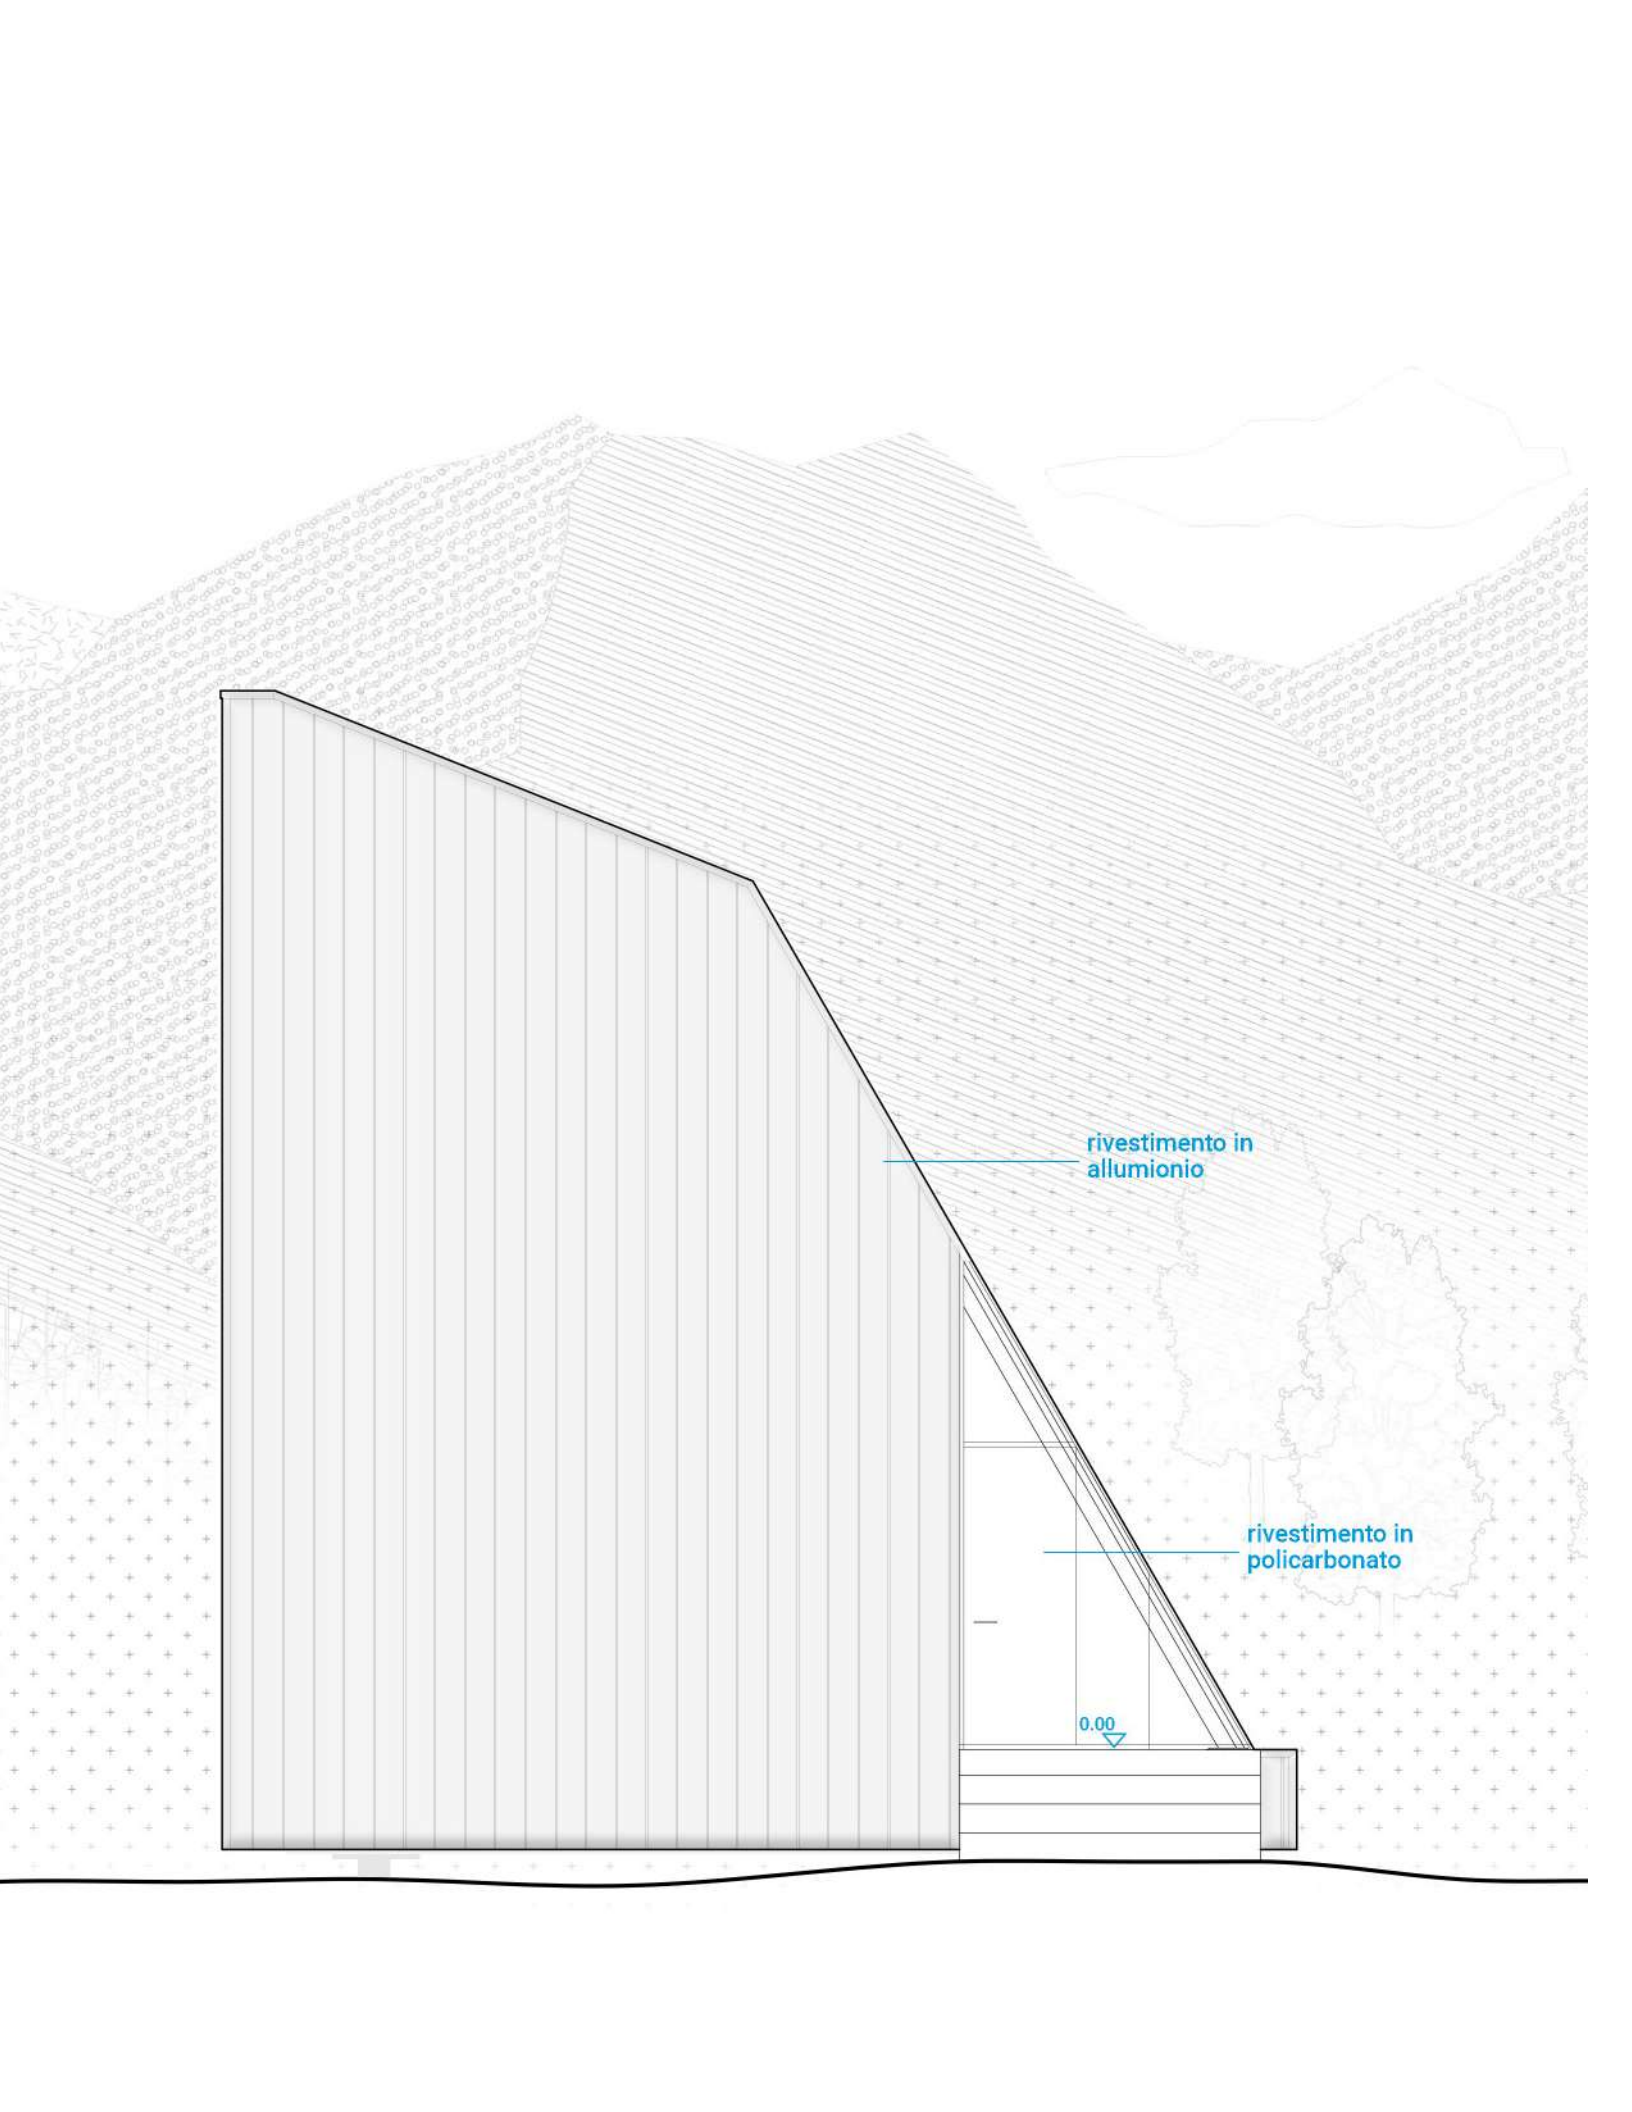 rivestimento in
allumionio
rivestimento in
policarbonato
0.00